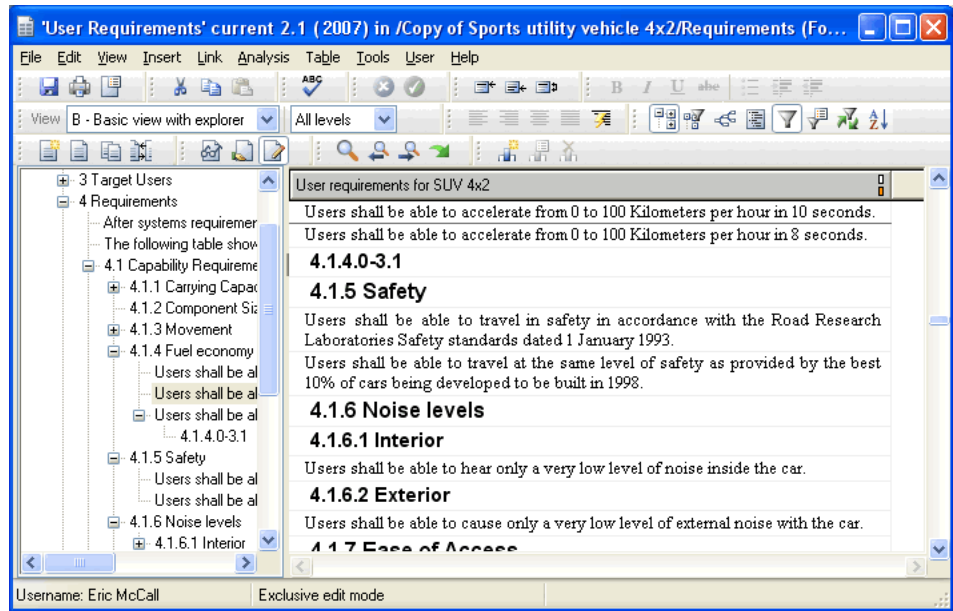 'User Requirements' current 2.1 (2007) in /Copy of Sports utility vehicle 4x2/Requirements (Fo...
File Edit View Insert Link Analysis Table Tools User Help
ABC
B I U abc
View B - Basic view with explorer All levels
3 Target Users
4 Requirements
After systems requiremer
The following table show
4.1 Capability Requireme
4.1.1 Carrying Capac
4.1.2 Component Siz
4.1.3 Movement
4.1.4 Fuel economy
Users shall be al
Users shall be al
Users shall be al
4.1.4.0-3.1
4.1.5 Safety
Users shall be al
Users shall be al
4.1.6 Noise levels
4.1.6.1 Interior
User requirements for SUV 4x2
Users shall be able to accelerate from 0 to 100 Kilometers per hour in 10 seconds.
Users shall be able to accelerate from 0 to 100 Kilometers per hour in 8 seconds.
4.1.4.0-3.1
4.1.5 Safety
Users shall be able to travel in safety in accordance with the Road Research
Laboratories Safety standards dated 1 January 1993.
Users shall be able to travel at the same level of safety as provided by the best
10% of cars being developed to be built in 1998.
4.1.6 Noise levels
4.1.6.1 Interior
Users shall be able to hear only a very low level of noise inside the car.
4.1.6.2 Exterior
Users shall be able to cause only a very low level of external noise with the car.
4.1.7 Ease of Access
Username: Eric McCall Exclusive edit mode